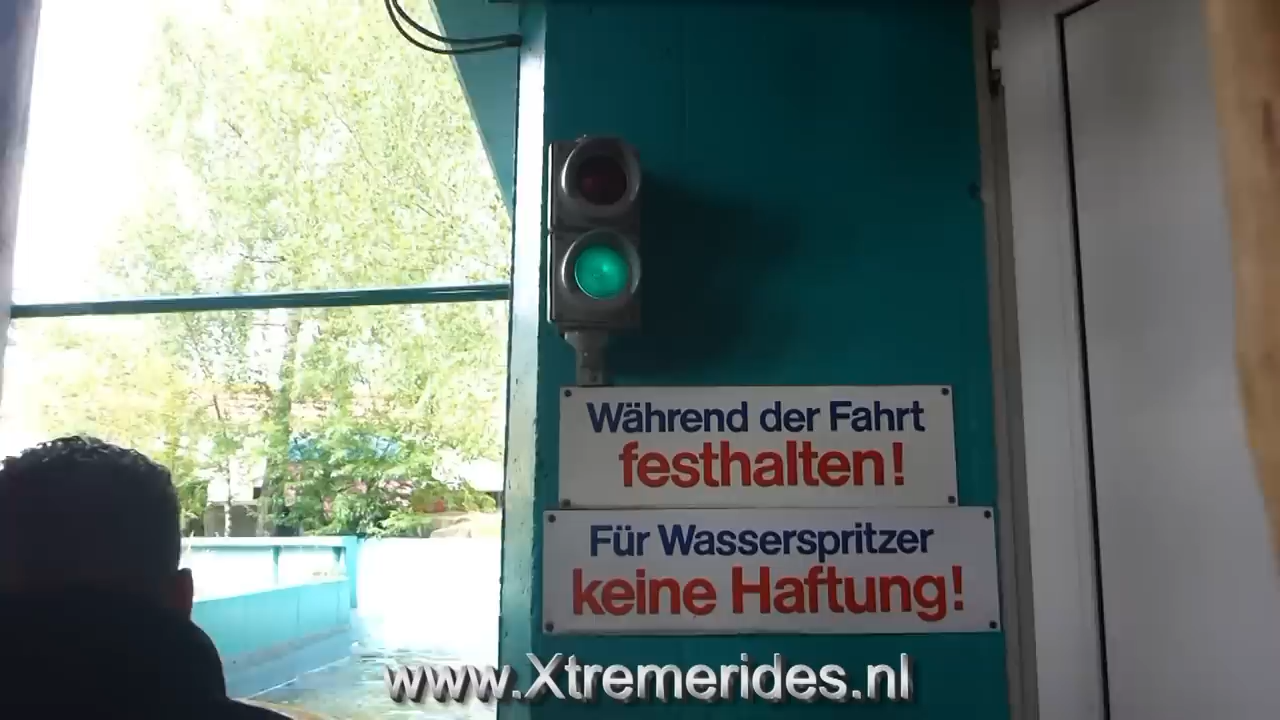 Während der Fahrt
festhalten!
Für Wasserspritzer
keine Haftung!
www.Xtremerides.nl